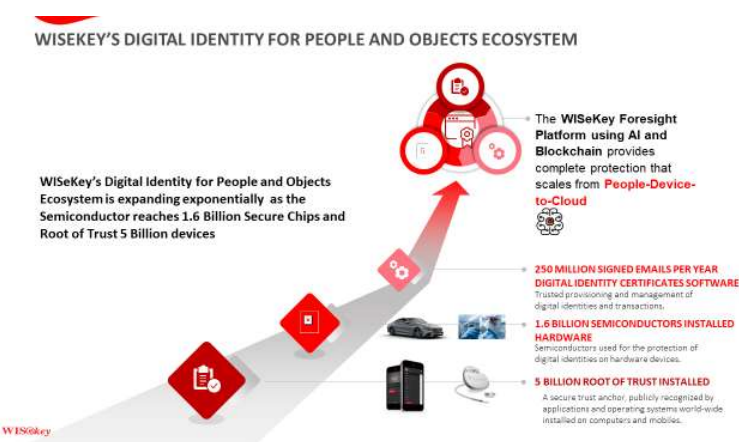 WISEKEY'S DIGITAL IDENTITY FOR PEOPLE AND OBJECTS ECOSYSTEM
The WISeKey Foresight
Platform using AI and
Blockchain provides
complete protection that
scales from People-Device-
to-Cloud
WISeKey's Digital Identity for People and Objects
Ecosystem is expanding exponentially as the
Semiconductor reaches 1.6 Billion Secure Chips and
Root of Trust 5 Billion devices
250 MILLION SIGNED EMAILS PER YEAR
DIGITAL IDENTITY CERTIFICATES SOFTWARE
Trusted provisioning and management of
digital identities and transactions.
1.6 BILLION SEMICONDUCTORS INSTALLED
HARDWARE
Semiconductors used for the protection of
digital identities on hardware devices.
5 BILLION ROOT OF TRUST INSTALLED
A secure trust anchor, publicly recognized by
applications and operating systems world-wide
installed on computers and mobiles.
WISeKey